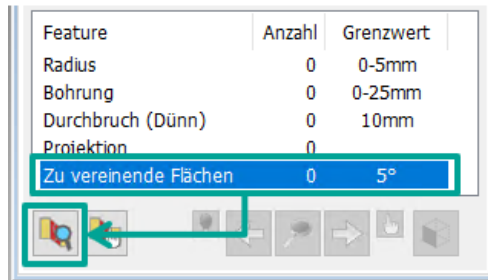 Feature Anzahl Grenzwert
Radius 0 0-5mm
Bohrung 0 0-25mm
Durchbruch (Dünn) 0 10mm
Projektion 0
Zu vereinende Flächen 0 5°